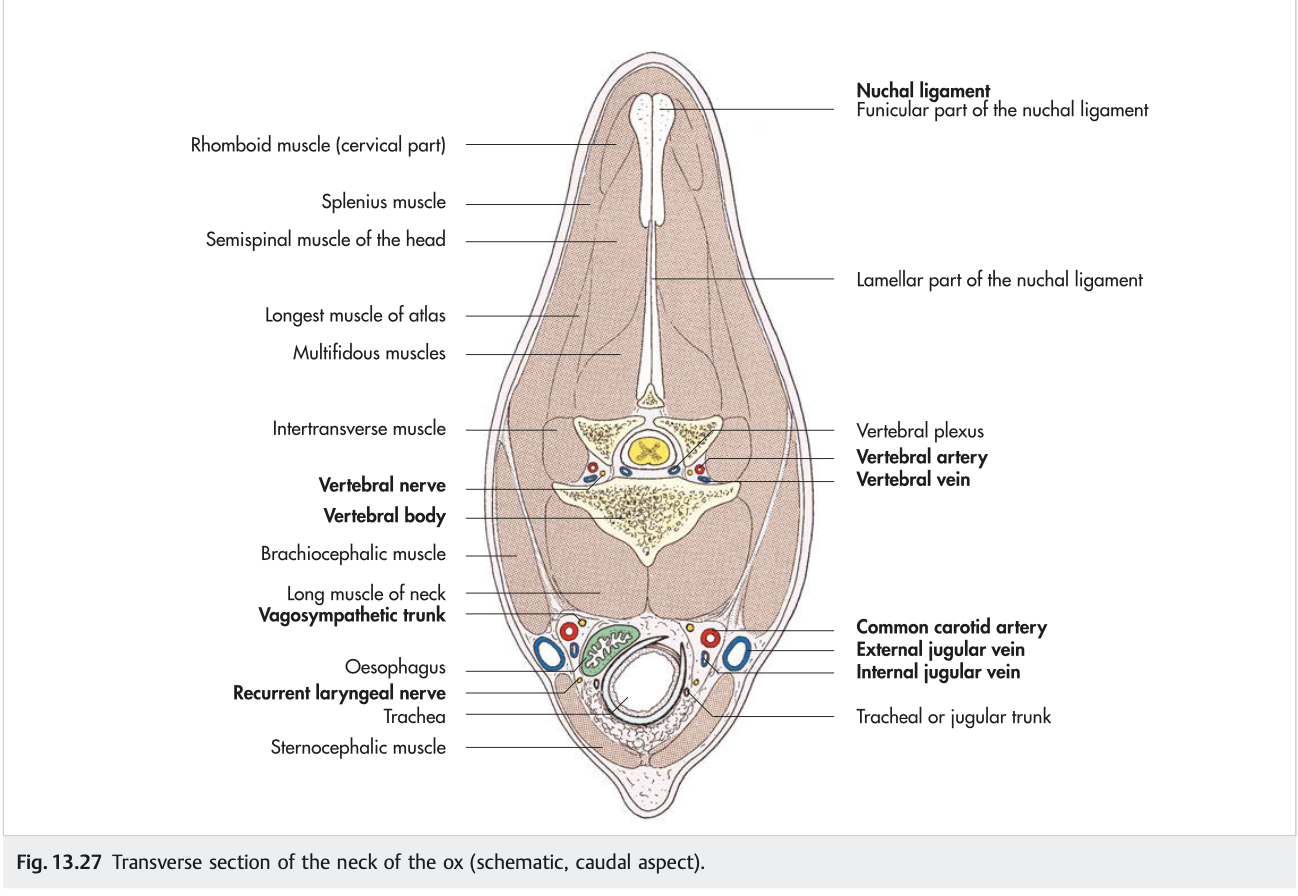 Rhomboid muscle (cervical part)
Splenius muscle
Semispinal muscle of the head
Longest muscle of atlas
Multifidous muscles
Intertransverse muscle
Vertebral nerve
Vertebral body
Brachiocephalic muscle
Long muscle of neck
Vagosympathetic trunk
Oesophagus
Recurrent laryngeal nerve
Trachea
Sternocephalic muscle
Nuchal ligament
Funicular part of the nuchal ligament
Lamellar part of the nuchal ligament
Vertebral plexus
Vertebral artery
Vertebral vein
Common carotid artery
External jugular vein
Internal jugular vein
Tracheal or jugular trunk
Fig. 13.27 Transverse section of the neck of the ox (schematic, caudal aspect).